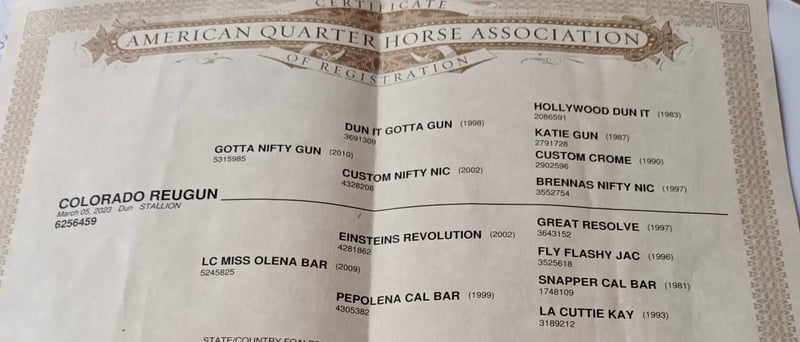 CERTIFICATE
AMERICAN QUARTER HORSE ASSOCIATION
OF REGISTRATION
HOLLYWOOD DUN IT (1983)
2086591
DUN IT GOTTA GUN (1998)
3691309
KATIE GUN (1987)
2791728
GOTTA NIFTY GUN (2010)
5315985
CUSTOM CROME (1990)
2902596
CUSTOM NIFTY NIC (2002)
4328208
BRENNAS NIFTY NIC (1997)
3552754
COLORADO REUGUN
March 05, 2023 Dun STALLION
6256459
GREAT RESOLVE (1997)
3643152
EINSTEINS REVOLUTION (2002)
4281862
FLY FLASHY JAC (1996)
3525618
LC MISS OLENA BAR (2009)
5245825
SNAPPER CAL BAR (1981)
1748109
PEPOLENA CAL BAR (1999)
4305382
LA CUTTIE KAY (1993)
3189212
STATE/COUNTRY FOALED